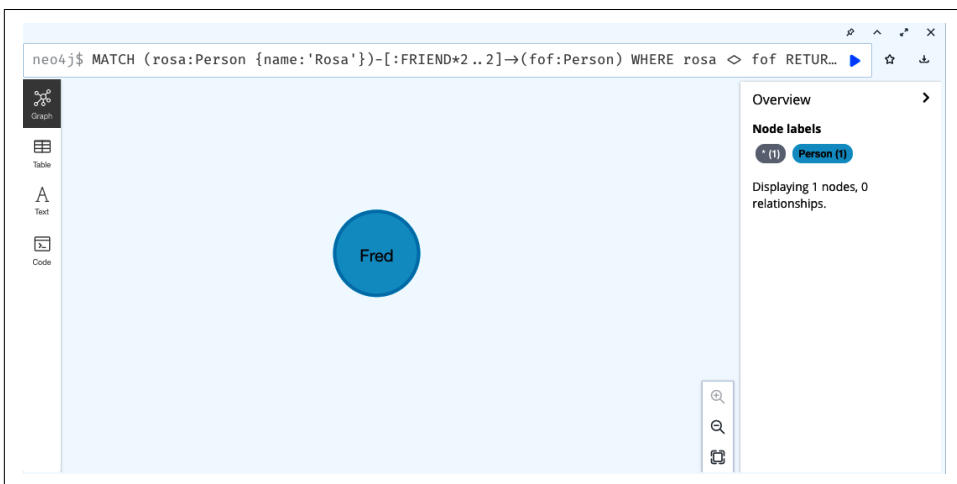 neo4j$ MATCH (rosa:Person {name:'Rosa'})-[:FRIEND*2..2]→(fof:Person) WHERE rosa <> fof RETUR…
Graph
Table
A
Text
Code
Fred
Overview
Node labels
* (1) Person (1)
Displaying 1 nodes, 0
relationships.